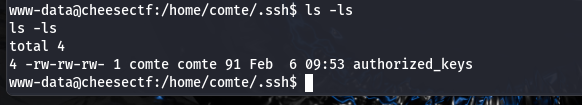 www-data@cheesectf:/home/comte/.ssh$ ls -ls
ls -ls
total 4
4 -rw-rw-rw- 1 comte comte 91 Feb  6 09:53 authorized_keys
www-data@cheesectf:/home/comte/.ssh$